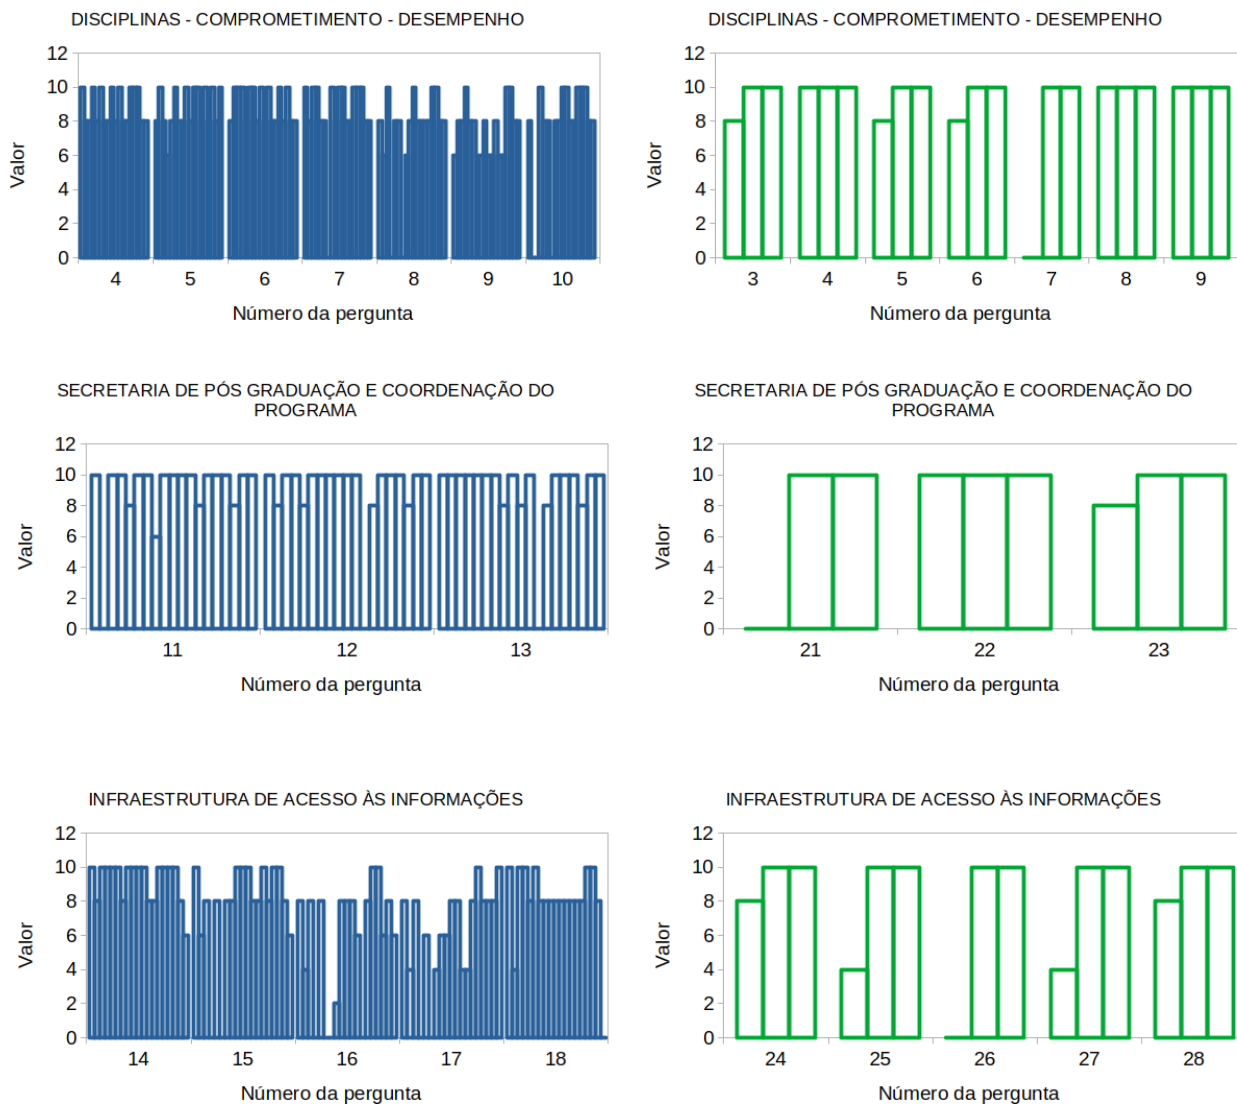 DISCIPLINAS - COMPROMETIMENTO - DESEMPENHO
12
10
8
6
4
2
0
Valor
4 5 6 7 8 9 10
Número da pergunta
DISCIPLINAS - COMPROMETIMENTO - DESEMPENHO
12
10
8
6
4
2
0
Valor
3 4 5 6 7 8 9
Número da pergunta
SECRETARIA DE PÓS GRADUAÇÃO E COORDENAÇÃO DO
PROGRAMA
12
10
8
6
4
2
0
Valor
11 12 13
Número da pergunta
SECRETARIA DE PÓS GRADUAÇÃO E COORDENAÇÃO DO
PROGRAMA
12
10
8
6
4
2
0
Valor
21 22 23
Número da pergunta
INFRAESTRUTURA DE ACESSO ÀS INFORMAÇÕES
12
10
8
6
4
2
0
Valor
14 15 16 17 18
Número da pergunta
INFRAESTRUTURA DE ACESSO ÀS INFORMAÇÕES
12
10
8
6
4
2
0
Valor
24 25 26 27 28
Número da pergunta